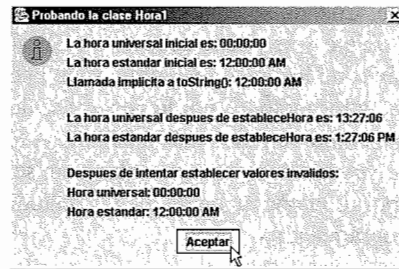 Probando la clase Hora1
La hora universal inicial es: 00:00:00
La hora estandar inicial es: 12:00:00 AM
Llamada implicita a toString(): 12:00:00 AM
La hora universal despues de estableceHora es: 13:27:06
La hora estandar despues de estableceHora es: 1:27:06 PM
Despues de intentar establecer valores invalidos:
Hora universal: 00:00:00
Hora estandar: 12:00:00 AM
Aceptar